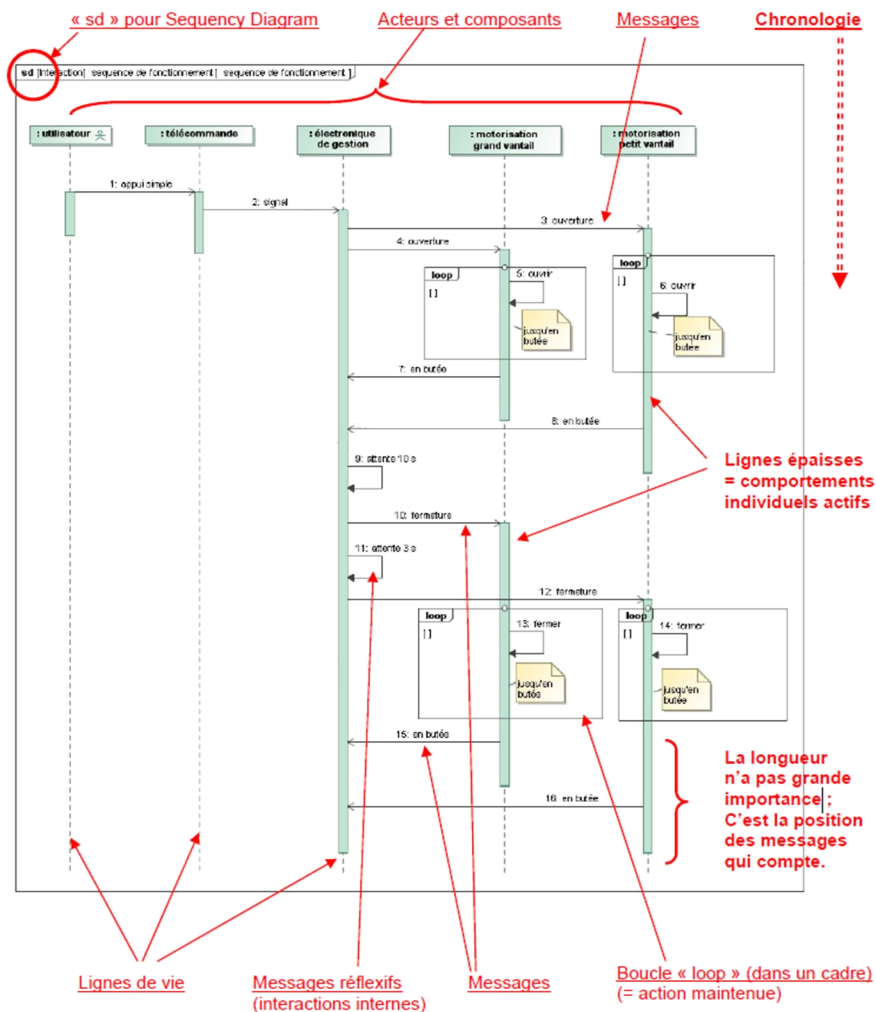 « sd » pour Sequency Diagram
Acteurs et composants
Messages
Chronologie
sd [Interaction] sequence de fonctionnement [ sequence de fonctionnement ]
: utilisateur
: télécommande
: électronique
de gestion
: motorisation
grand vantail
: motorisation
petit vantail
1: appui simple
2: signal
3: ouverture
4: ouverture
loop
[ ]
5: ouvrir
jusqu'en
butée
loop
[ ]
6: ouvrir
jusqu'en
butée
7: en butée
8: en butée
9: attente 10 s
Lignes épaisses
= comportements
individuels actifs
10: fermeture
11: attente 3 s
12: fermeture
loop
[ ]
13: fermer
jusqu'en
butée
loop
[ ]
14: fermer
jusqu'en
butée
15: en butée
16: en butée
La longueur
n'a pas grande
importance ;
C'est la position
des messages
qui compte.
Lignes de vie
Messages réflexifs
(interactions internes)
Messages
Boucle « loop » (dans un cadre)
(= action maintenue)